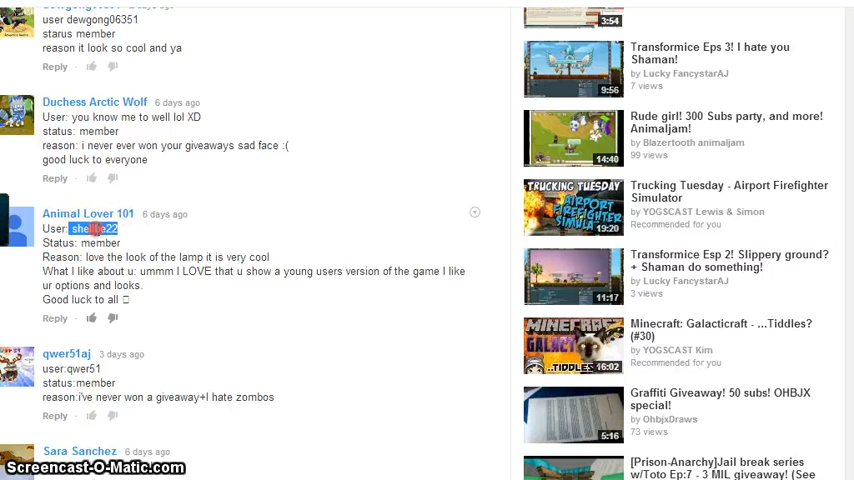 user dewgong06351
starus member
reason it look so cool and ya
Reply
Duchess Arctic Wolf 6 days ago
User: you know me to well lol XD
status: member
reason: i never ever won your giveaways sad face :(
good luck to everyone
Reply
Animal Lover 101 6 days ago
User:
Status: member
Reason: love the look of the lamp it is very cool
What I like about u: ummm I LOVE that u show a young users version of the game I like
ur options and looks.
Good luck to all
Reply
qwer51aj 3 days ago
user:qwer51
status:member
reason:i've never won a giveaway+I hate zombos
Reply
Sara Sanchez 6 days ago
Screencast-O-Matic.com
3:54
Transformice Eps 3! I hate you
Shaman!
by Lucky FancystarAJ
7 views
9:56
Rude girl! 300 Subs party, and more!
Animaljam!
by Blazertooth animaljam
99 views
14:40
TRUCKING TUESDAY
AIRPORT
FIREFIGHTER
19:20
Trucking Tuesday - Airport Firefighter
Simulator
by YOGSCAST Lewis & Simon
Recommended for you
Transformice Esp 2! Slippery ground?
+ Shaman do something!
by Lucky FancystarAJ
3 views
11:17
MINECRAFT
..TIDDLES?
16:02
Minecraft: Galacticraft - ...Tiddles?
(#30)
by YOGSCAST Kim
Recommended for you
Graffiti Giveaway! 50 subs! OHBJX
special!
by OhbjxDraws
73 views
5:16
[Prison-Anarchy]Jail break series
w/Toto Ep:7 - 3 MIL giveaway! (See